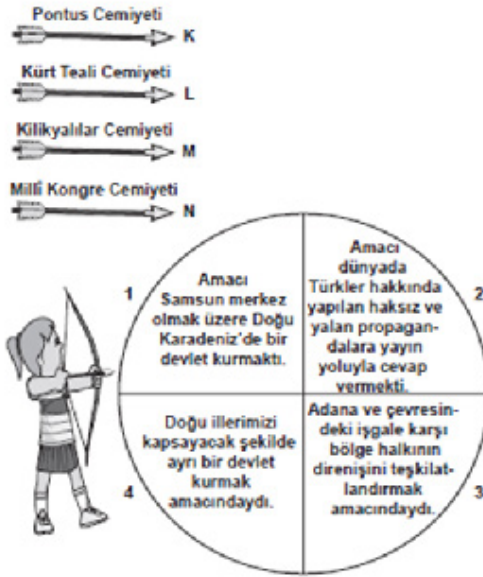 Pontus Cemiyeti
K
Kürt Teali Cemiyeti
L
Kilikyalılar Cemiyeti
M
Millî Kongre Cemiyeti
N
1
Amacı
Samsun merkez
olmak üzere Doğu
Karadeniz'de bir
devlet kurmaktı.
2
Amacı
dünyada
Türkler hakkında
yapılan haksız ve
yalan propagan-
dalara yayın
yoluyla cevap
vermekti.
4
Doğu illerimizi
kapsayacak şekilde
ayrı bir devlet
kurmak
amacındaydı.
3
Adana ve çevresin-
deki işgale karşı
bölge halkının
direnişini teşkilat-
landırmak
amacındaydı.